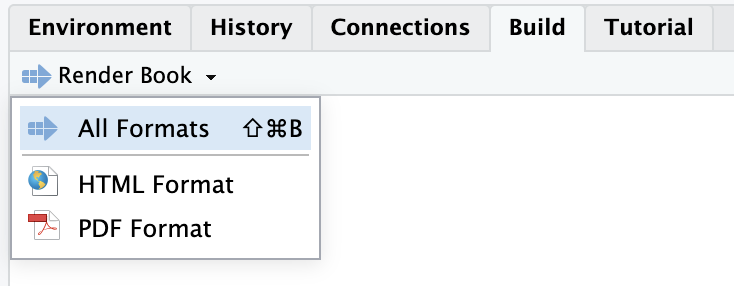 Environment History Connections Build Tutorial
Render Book
All Formats ⇧⌘B
HTML Format
PDF Format